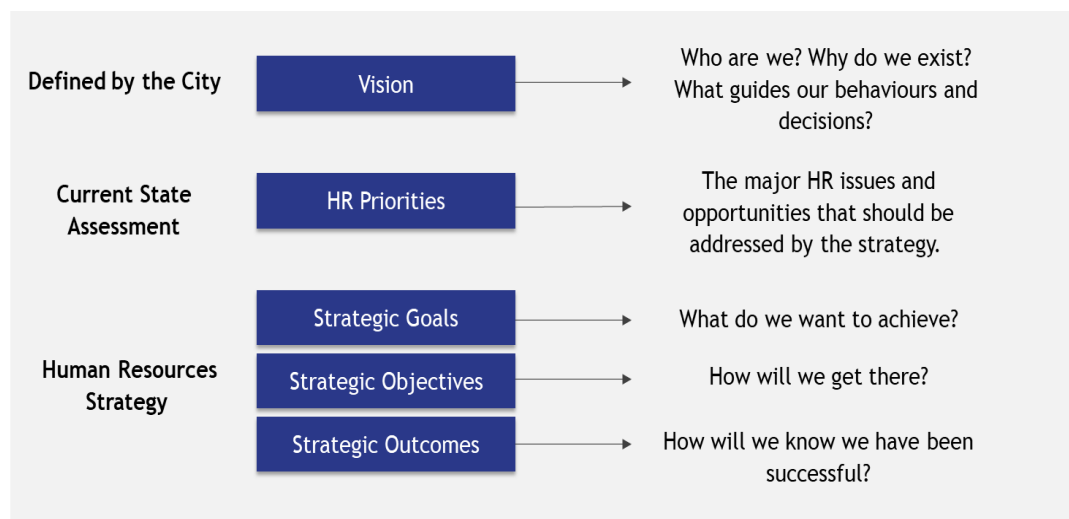 Defined by the City
Vision
Who are we? Why do we exist?
What guides our behaviours and
decisions?
Current State
Assessment
HR Priorities
The major HR issues and
opportunities that should be
addressed by the strategy.
Human Resources
Strategy
Strategic Goals
What do we want to achieve?
Strategic Objectives
How will we get there?
Strategic Outcomes
How will we know we have been
successful?